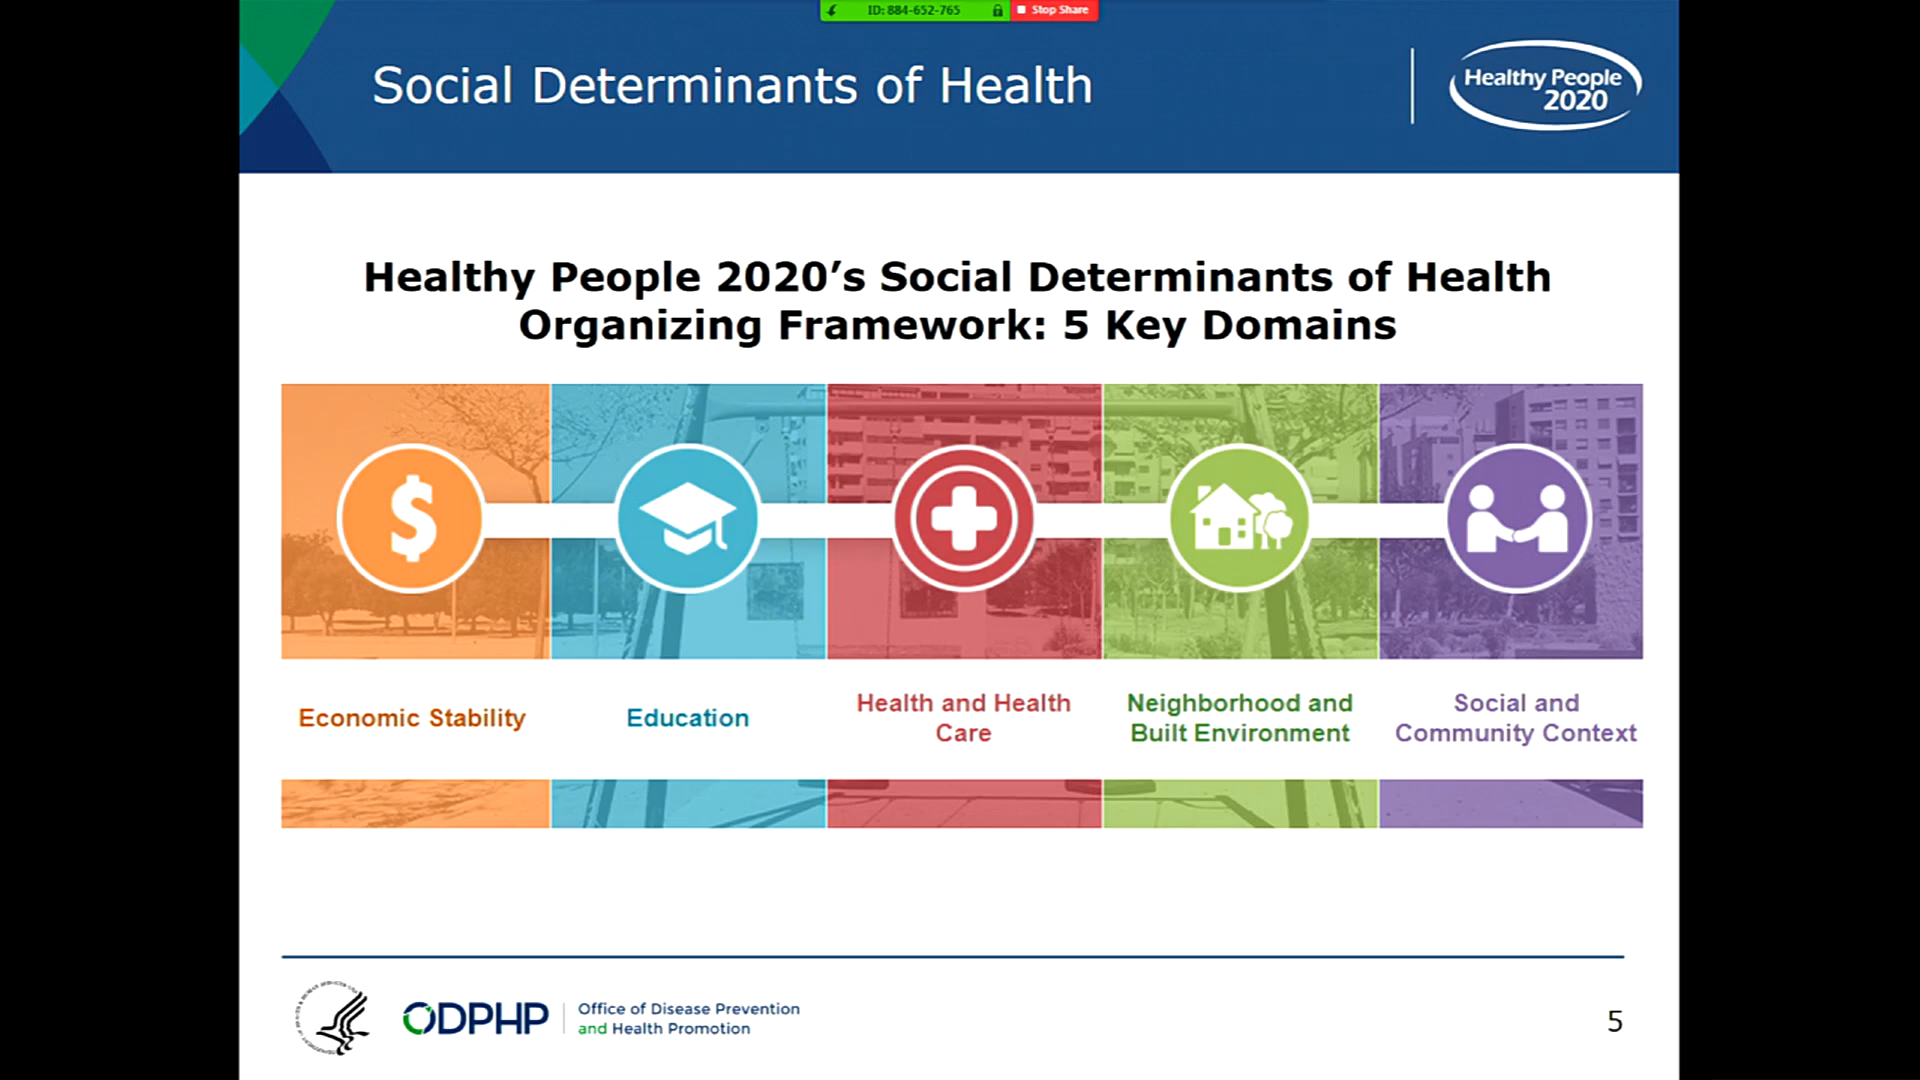 ID: 884-652-765
Stop Share
Social Determinants of Health
Healthy People
2020
Healthy People 2020’s Social Determinants of Health
Organizing Framework: 5 Key Domains
$
Economic Stability
Education
Health and Health
Care
Neighborhood and
Built Environment
Social and
Community Context
ODPHP
Office of Disease Prevention
and Health Promotion
5